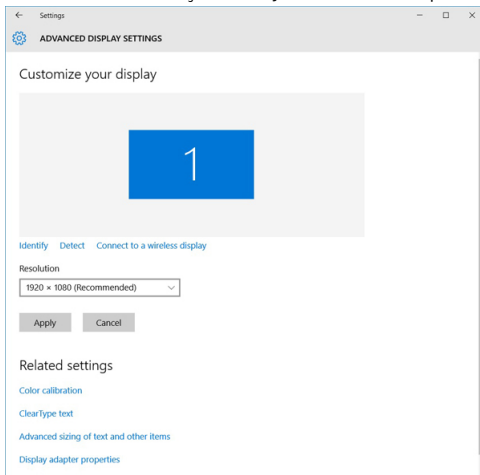 Settings
ADVANCED DISPLAY SETTINGS
Customize your display
1
Identify Detect Connect to a wireless display
Resolution
1920 × 1080 (Recommended)
Apply Cancel
Related settings
Color calibration
ClearType text
Advanced sizing of text and other items
Display adapter properties